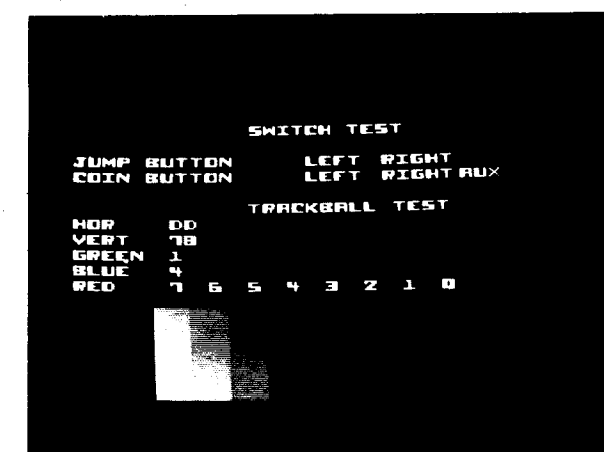 SWITCH TEST
JUMP BUTTON LEFT RIGHT
COIN BUTTON LEFT RIGHT AUX
TRACKBALL TEST
HOR DD
VERT 78
GREEN 1
BLUE 4
RED 7 6 5 4 3 2 1 0